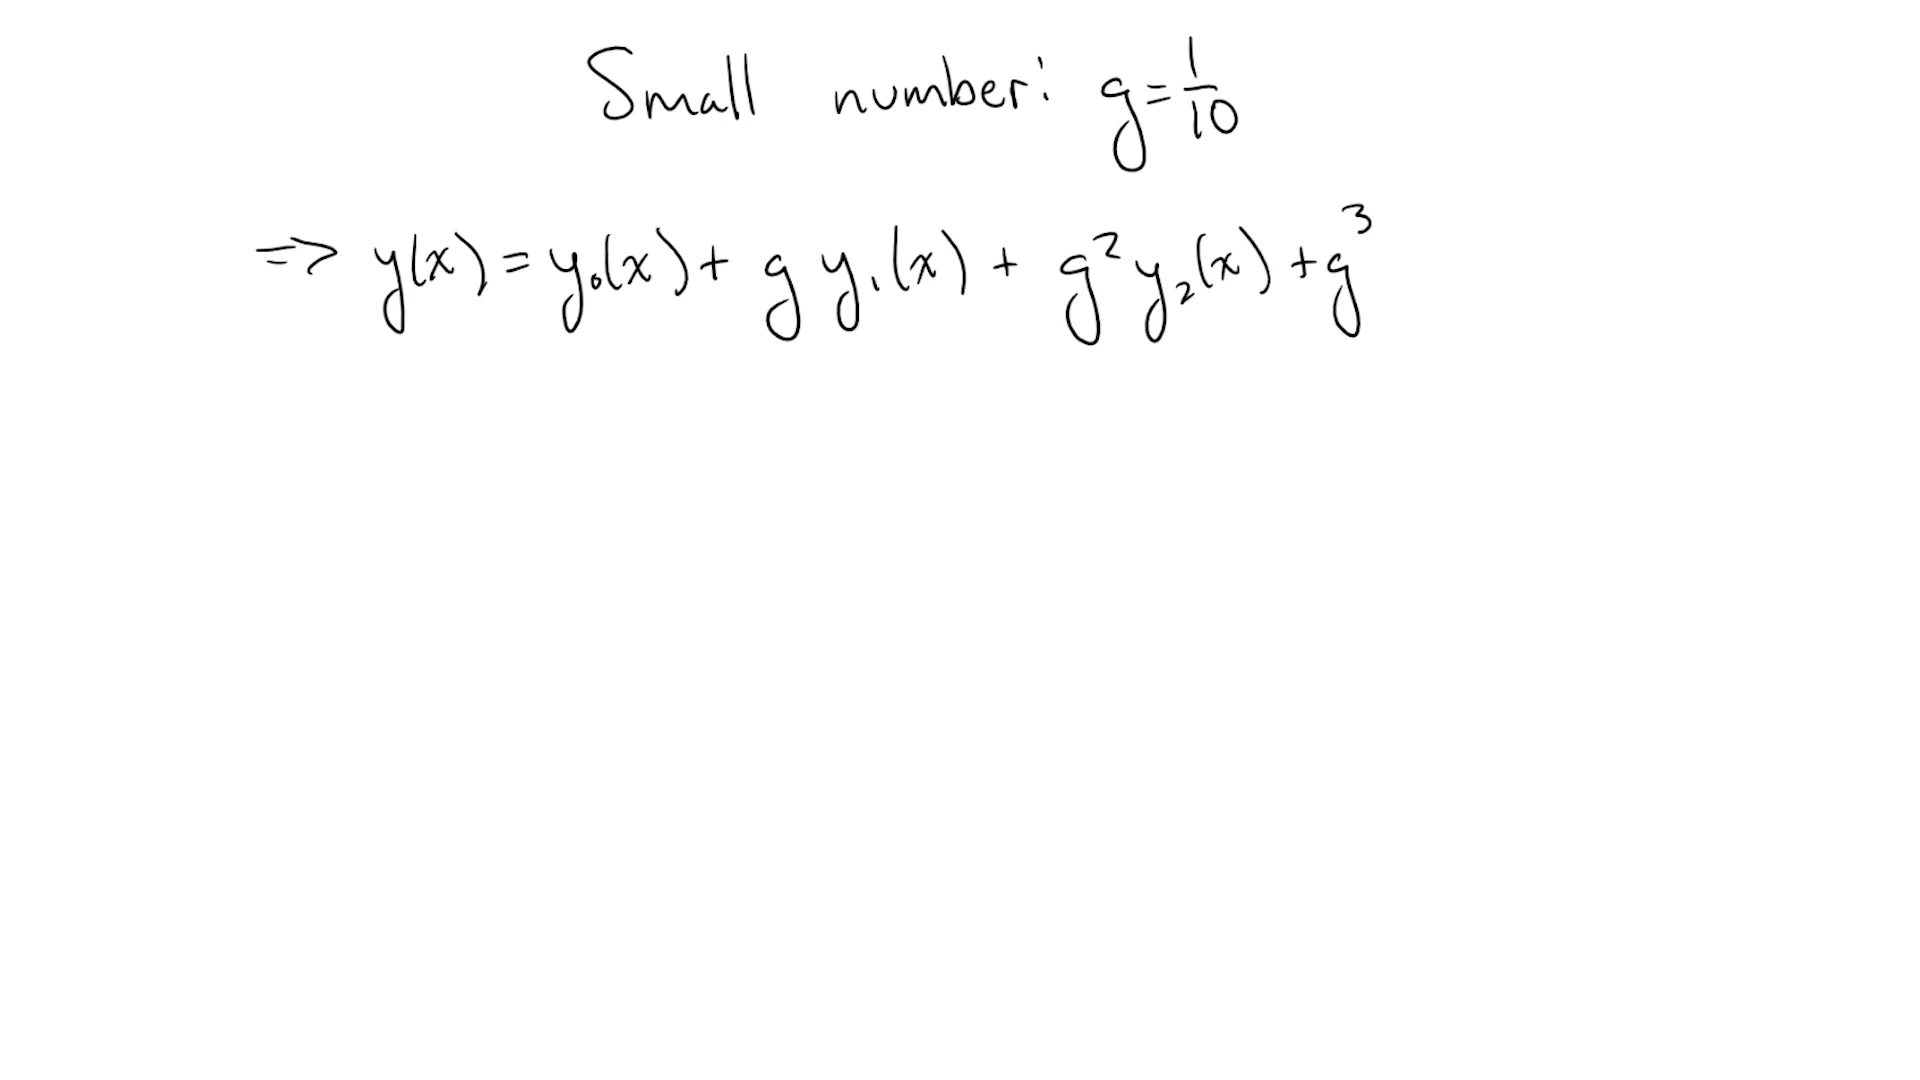 Small number: g = 1/10
=> y(x) = y₀(x) + g y₁(x) + g² y₂(x) + g³